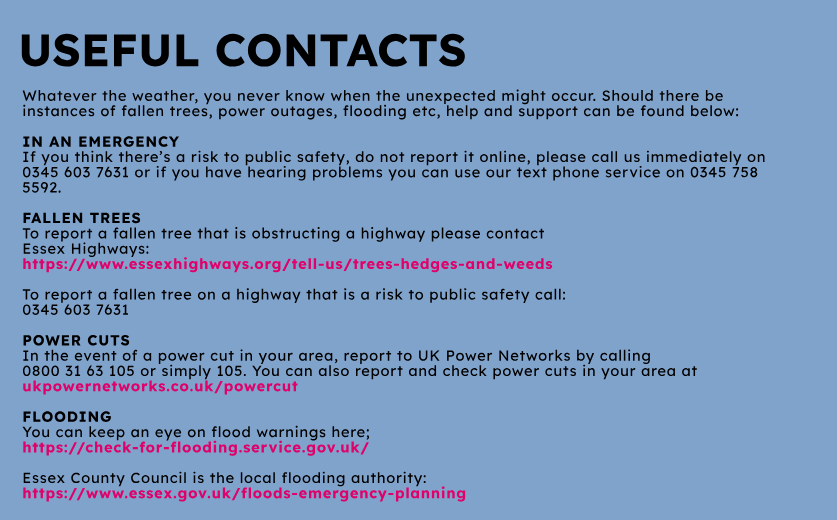 USEFUL CONTACTS
Whatever the weather, you never know when the unexpected might occur. Should there be
instances of fallen trees, power outages, flooding etc, help and support can be found below:
IN AN EMERGENCY
If you think there's a risk to public safety, do not report it online, please call us immediately on
0345 603 7631 or if you have hearing problems you can use our text phone service on 0345 758
5592.
FALLEN TREES
To report a fallen tree that is obstructing a highway please contact
Essex Highways:
https://www.essexhighways.org/tell-us/trees-hedges-and-weeds
To report a fallen tree on a highway that is a risk to public safety call:
0345 603 7631
POWER CUTS
In the event of a power cut in your area, report to UK Power Networks by calling
0800 31 63 105 or simply 105. You can also report and check power cuts in your area at
ukpowernetworks.co.uk/powercut
FLOODING
You can keep an eye on flood warnings here;
https://check-for-flooding.service.gov.uk/
Essex County Council is the local flooding authority:
https://www.essex.gov.uk/floods-emergency-planning